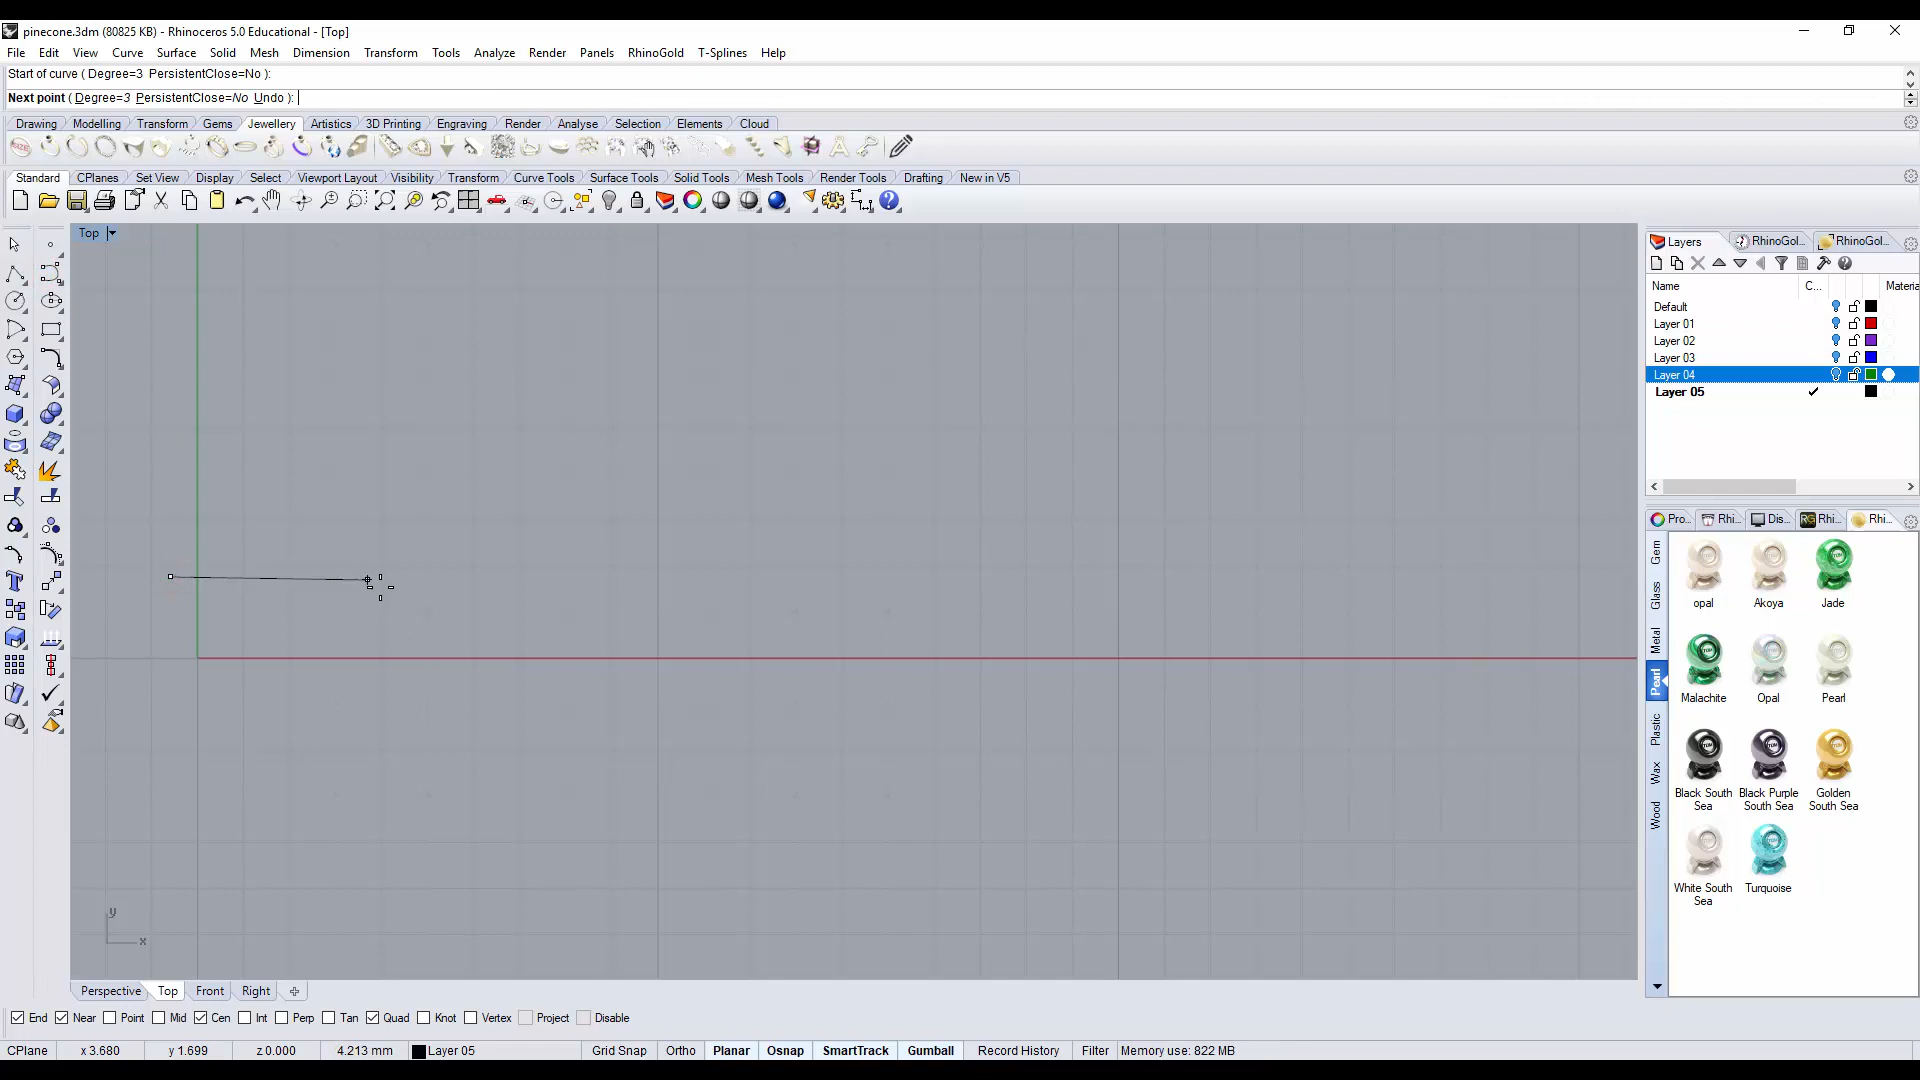 pinecone.3dm (80825 KB) - Rhinoceros 5.0 Educational - [Top]
File Edit View Curve Surface Solid Mesh Dimension Transform Tools Analyze Render Panels RhinoGold T-Splines Help
Start of curve ( Degree=3 PersistentClose=No ):
Next point ( Degree=3 PersistentClose=No Undo ):
Drawing Modelling Transform Gems Jewellery Artistics 3D Printing Engraving Render Analyse Selection Elements Cloud
Standard CPlanes Set View Display Select Viewport Layout Visibility Transform Curve Tools Surface Tools Solid Tools Mesh Tools Render Tools Drafting New in V5
Top
Layers RhinoGol... RhinoGol...
Name C... Materia
Default
Layer 01
Layer 02
Layer 03
Layer 04
Layer 05
Pro... Rhi... Dis... Rhi... Rhi...
Gem
Glass
Metal
Pearl
Plastic
Wax
Wood
opal Akoya Jade
Malachite Opal Pearl
Black South Sea Black Purple South Sea Golden South Sea
White South Sea Turquoise
y
x
Perspective Top Front Right
End Near Point Mid Cen Int Perp Tan Quad Knot Vertex Project Disable
CPlane x 3.680 y 1.699 z 0.000 4.213 mm Layer 05 Grid Snap Ortho Planar Osnap SmartTrack Gumball Record History Filter Memory use: 822 MB